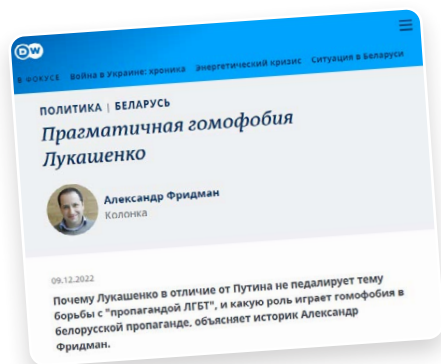 DW
В ФОКУСЕ Война в Украине: хроника Энергетический кризис Ситуация в Беларуси
ПОЛИТИКА | БЕЛАРУСЬ
Прагматичная гомофобия
Лукашенко
Александр Фридман
Колонка
09.12.2022
Почему Лукашенко в отличие от Путина не педалирует тему
борьбы с "пропагандой ЛГБТ", и какую роль играет гомофобия в
белорусской пропаганде, объясняет историк Александр
Фридман.